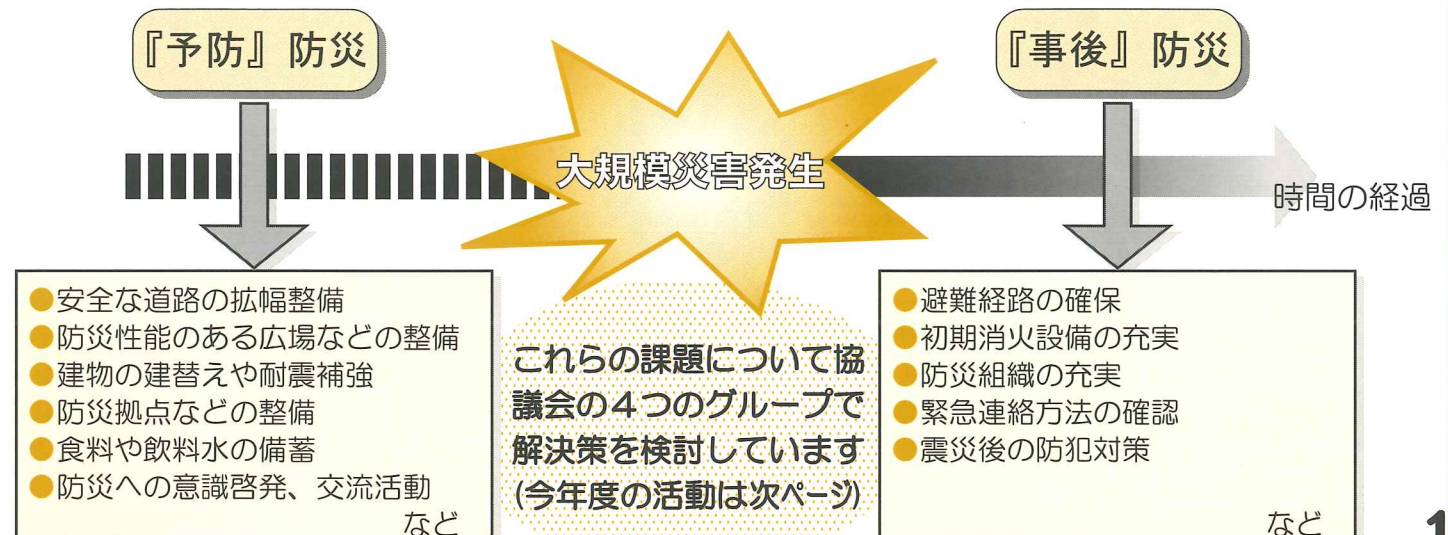 『予防』防災
『事後』防災
大規模災害発生
時間の経過
●安全な道路の拡幅整備
●防災性能のある広場などの整備
●建物の建替えや耐震補強
●防災拠点などの整備
●食料や飲料水の備蓄
●防災への意識啓発、交流活動
など
これらの課題について協
議会の４つのグループで
解決策を検討しています
(今年度の活動は次ページ)
●避難経路の確保
●初期消火設備の充実
●防災組織の充実
●緊急連絡方法の確認
●震災後の防犯対策
など
1